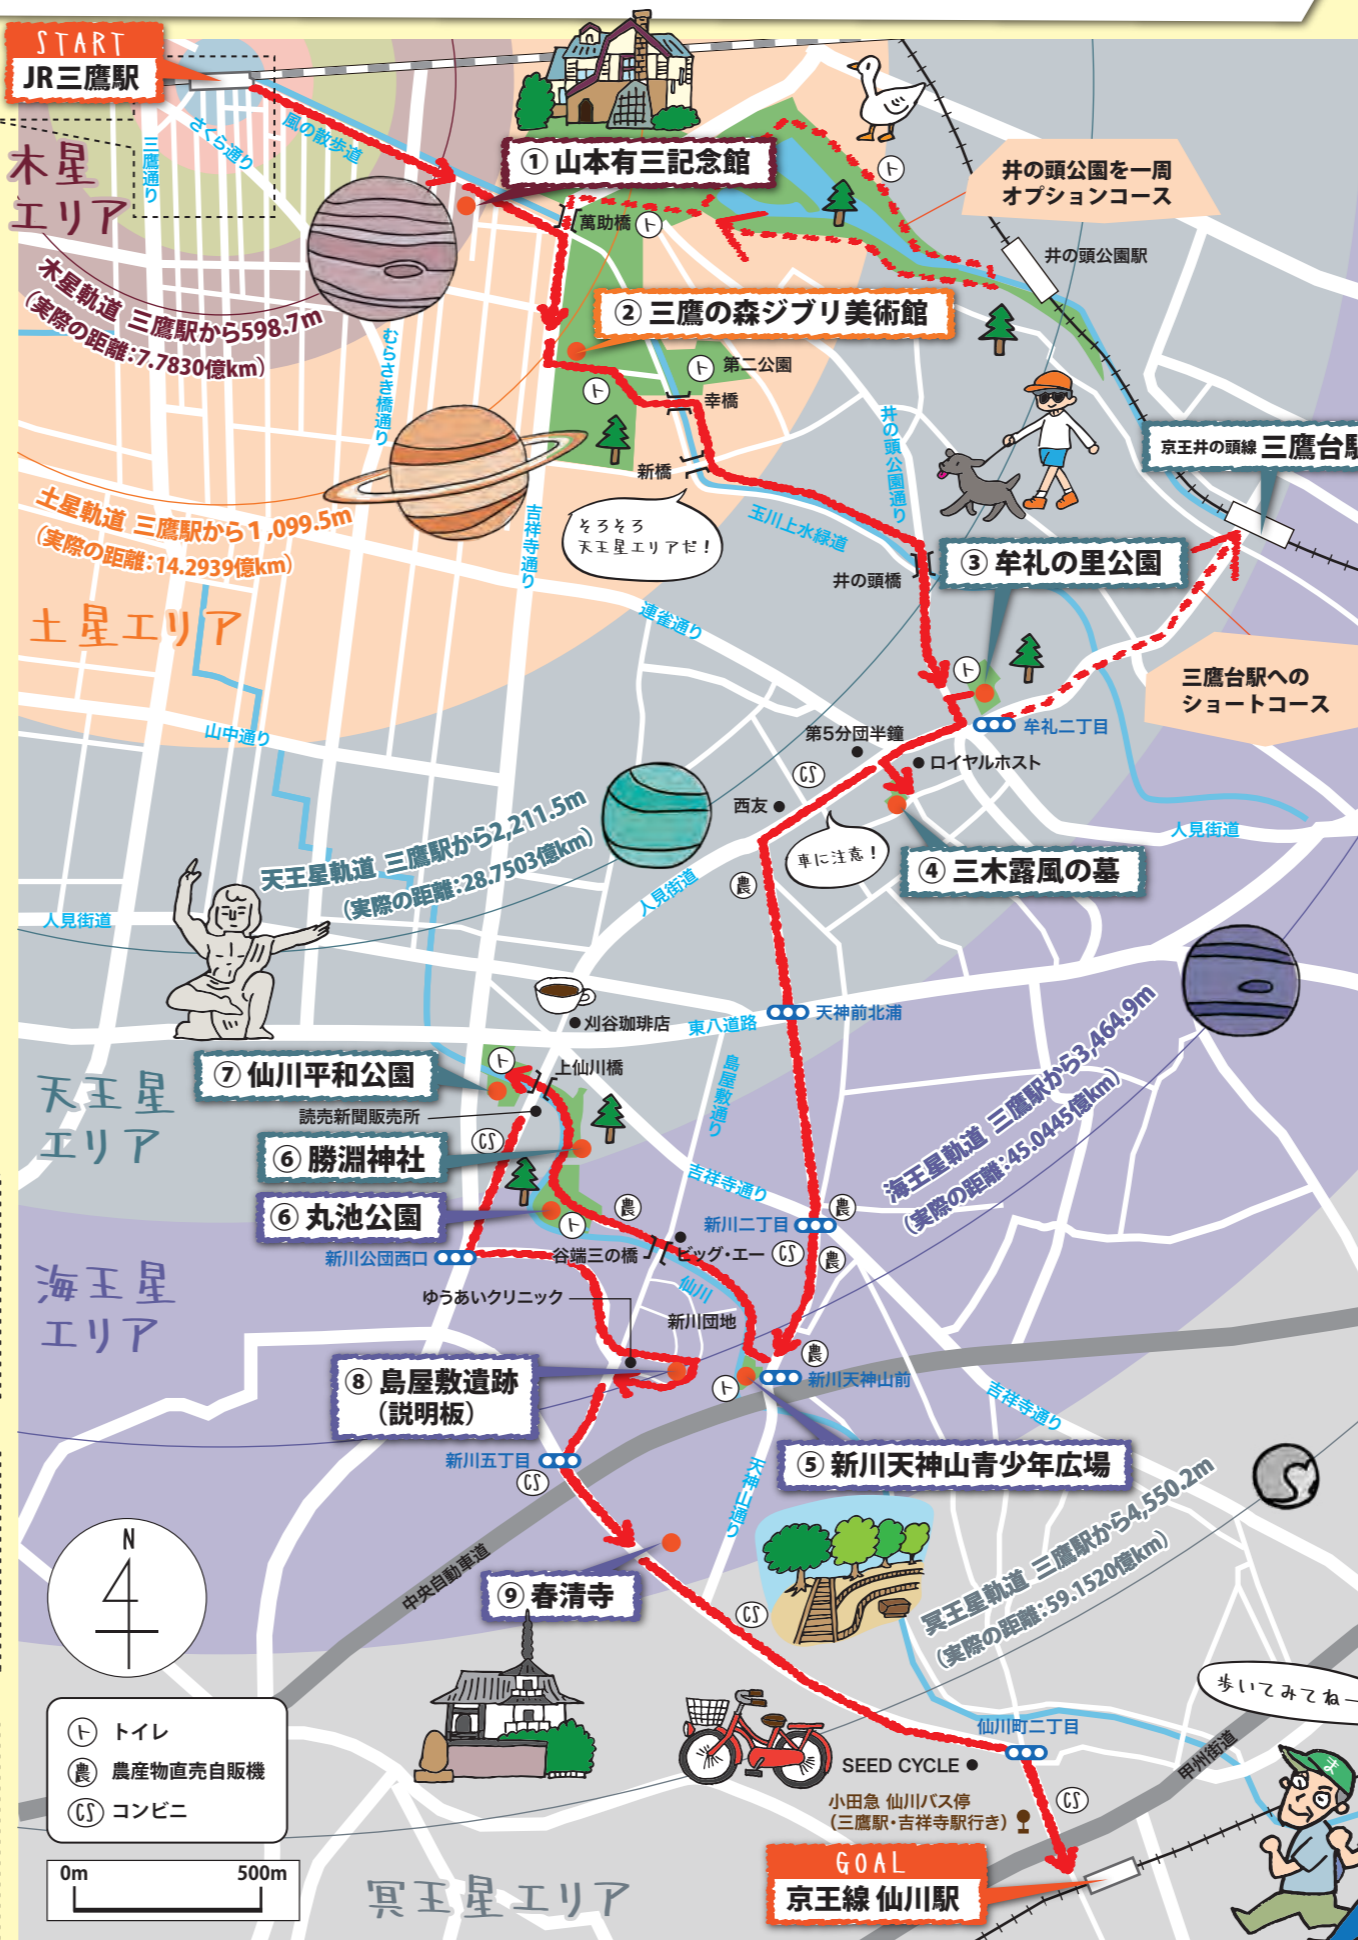 START
JR三鷹駅
さくら通り
風の散歩道
三鷹通り
木星
エリア
① 山本有三記念館
萬助橋
ト
ト
井の頭公園を一周
オプションコース
井の頭公園駅
木星軌道 三鷹駅から598.7m
(実際の距離:7.7830億km)
むらさき橋通り
② 三鷹の森ジブリ美術館
ト
第二公園
ト
幸橋
新橋
井の頭公園通り
京王井の頭線 三鷹台駅
土星軌道 三鷹駅から1,099.5m
(実際の距離:14.2939億km)
吉祥寺通り
そろそろ
天王星エリアだ!
玉川上水緑道
井の頭橋
③ 牟礼の里公園
土星エリア
連雀通り
ト
三鷹台駅への
ショートコース
山中通り
牟礼二丁目
第5分団半鐘
ロイヤルホスト
CS
西友
人見街道
車に注意!
④ 三木露風の墓
天王星軌道 三鷹駅から2,211.5m
(実際の距離:28.7503億km)
農
人見街道
人見街道
刈谷珈琲店
東八道路
天神前北浦
海王星軌道 三鷹駅から3,464.9m
(実際の距離:45.0445億km)
天王星
エリア
⑦ 仙川平和公園
ト
上仙川橋
島屋敷通り
読売新聞販売所
CS
⑥ 勝淵神社
吉祥寺通り
⑥ 丸池公園
ト
農
新川二丁目
農
新川公団西口
谷端三の橋
ビッグ・エー
CS
農
海王星
エリア
仙川
ゆうあいクリニック
新川団地
⑧ 島屋敷遺跡
(説明板)
農
ト
新川天神山前
吉祥寺通り
新川五丁目
CS
⑤ 新川天神山青少年広場
天神山通り
冥王星軌道 三鷹駅から4,550.2m
(実際の距離:59.1520億km)
N
中央自動車道
⑨ 春清寺
CS
歩いてみてねー
ト トイレ
農 農産物直売自販機
CS コンビニ
仙川町二丁目
SEED CYCLE
甲州街道
小田急 仙川バス停
(三鷹駅・吉祥寺駅行き)
CS
ま
0m 500m
冥王星エリア
GOAL
京王線 仙川駅